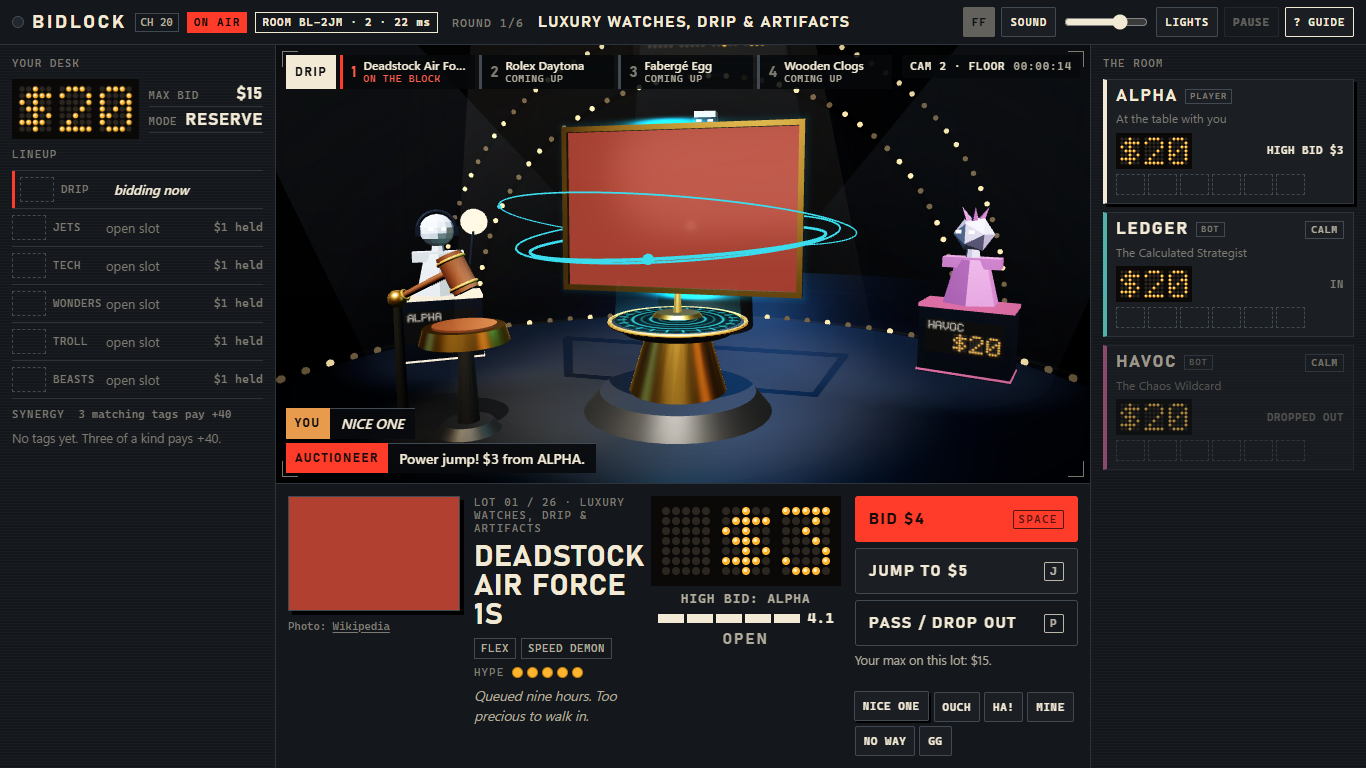 BIDLOCK
CH 20
ON AIR
ROOM BL-2JM · 2 · 22 ms
ROUND 1/6
LUXURY WATCHES, DRIP & ARTIFACTS
FF
SOUND
LIGHTS
PAUSE
? GUIDE
YOUR DESK
$20
MAX BID $15
MODE RESERVE
LINEUP
DRIP bidding now
JETS open slot $1 held
TECH open slot $1 held
WONDERS open slot $1 held
TROLL open slot $1 held
BEASTS open slot $1 held
SYNERGY 3 matching tags pay +40
No tags yet. Three of a kind pays +40.
DRIP
1 Deadstock Air Fo...
ON THE BLOCK
2 Rolex Daytona
COMING UP
3 Fabergé Egg
COMING UP
4 Wooden Clogs
COMING UP
CAM 2 · FLOOR 00:00:14
ALPHA
HAVOC
$20
YOU NICE ONE
AUCTIONEER Power jump! $3 from ALPHA.
Photo: Wikipedia
LOT 01 / 26 · LUXURY
WATCHES, DRIP &
ARTIFACTS
DEADSTOCK
AIR FORCE
1S
FLEX
SPEED DEMON
HYPE
Queued nine hours. Too
precious to walk in.
$3
HIGH BID: ALPHA
4.1
OPEN
BID $4 SPACE
JUMP TO $5 J
PASS / DROP OUT P
Your max on this lot: $15.
NICE ONE
OUCH
HA!
MINE
NO WAY
GG
THE ROOM
ALPHA PLAYER
At the table with you
$20
HIGH BID $3
LEDGER BOT CALM
The Calculated Strategist
$20
IN
HAVOC BOT CALM
The Chaos Wildcard
$20
DROPPED OUT